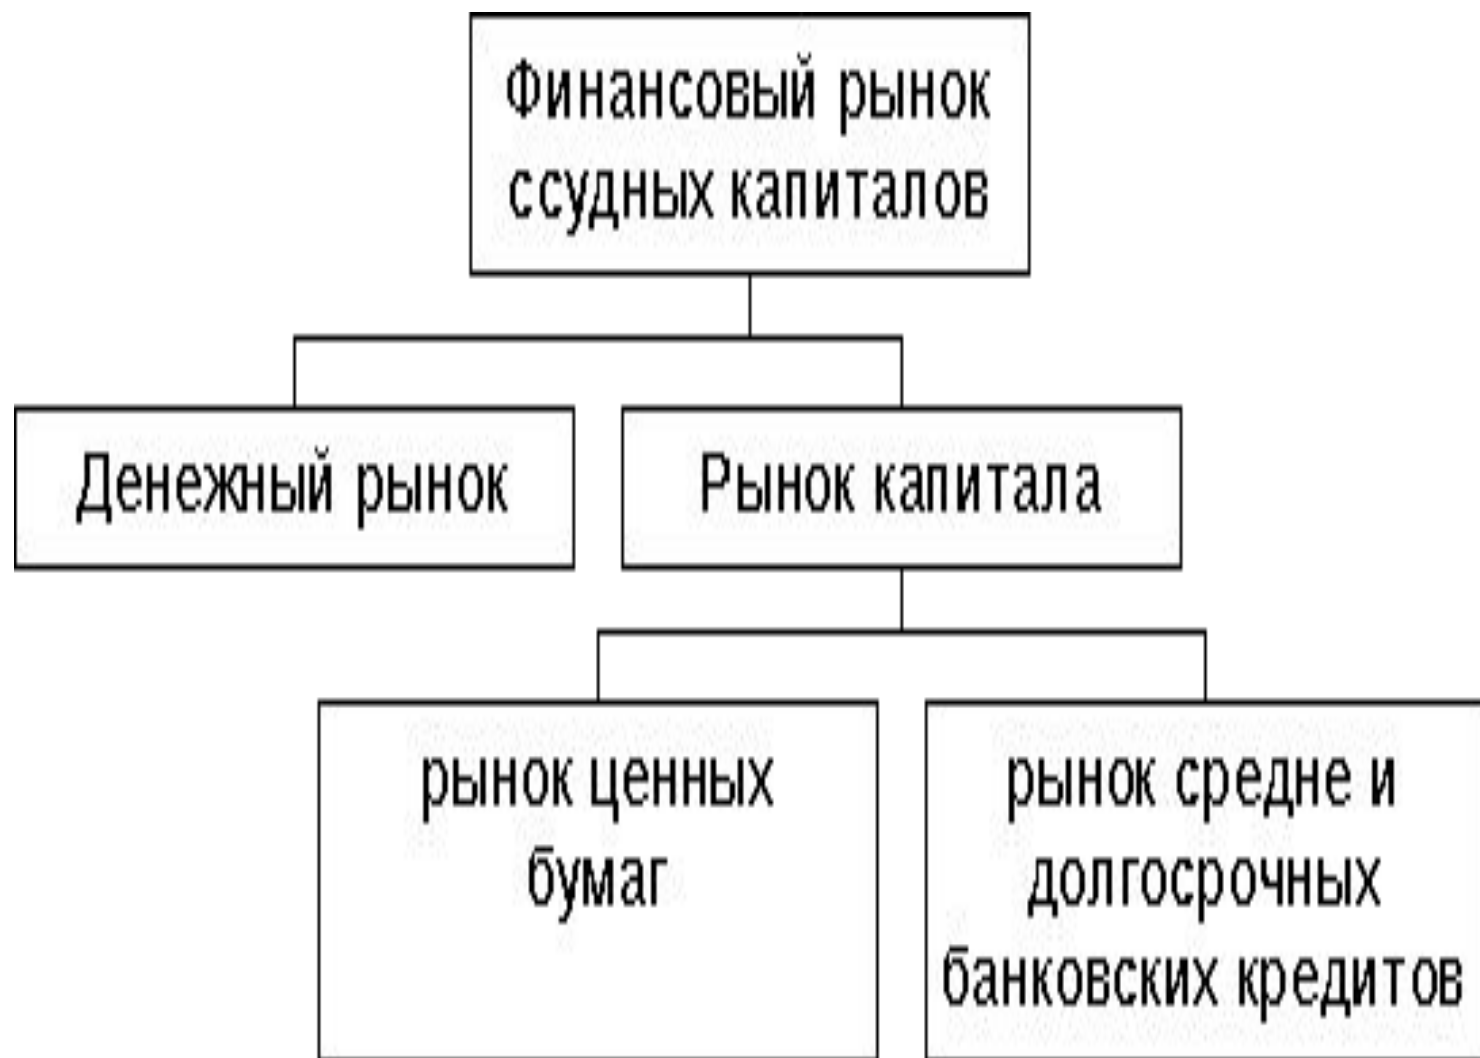 Финансовый рынок
ссудных капиталов
Денежный рынок
Рынок капитала
рынок ценных
бумаг
рынок средне и
долгосрочных
банковских кредитов